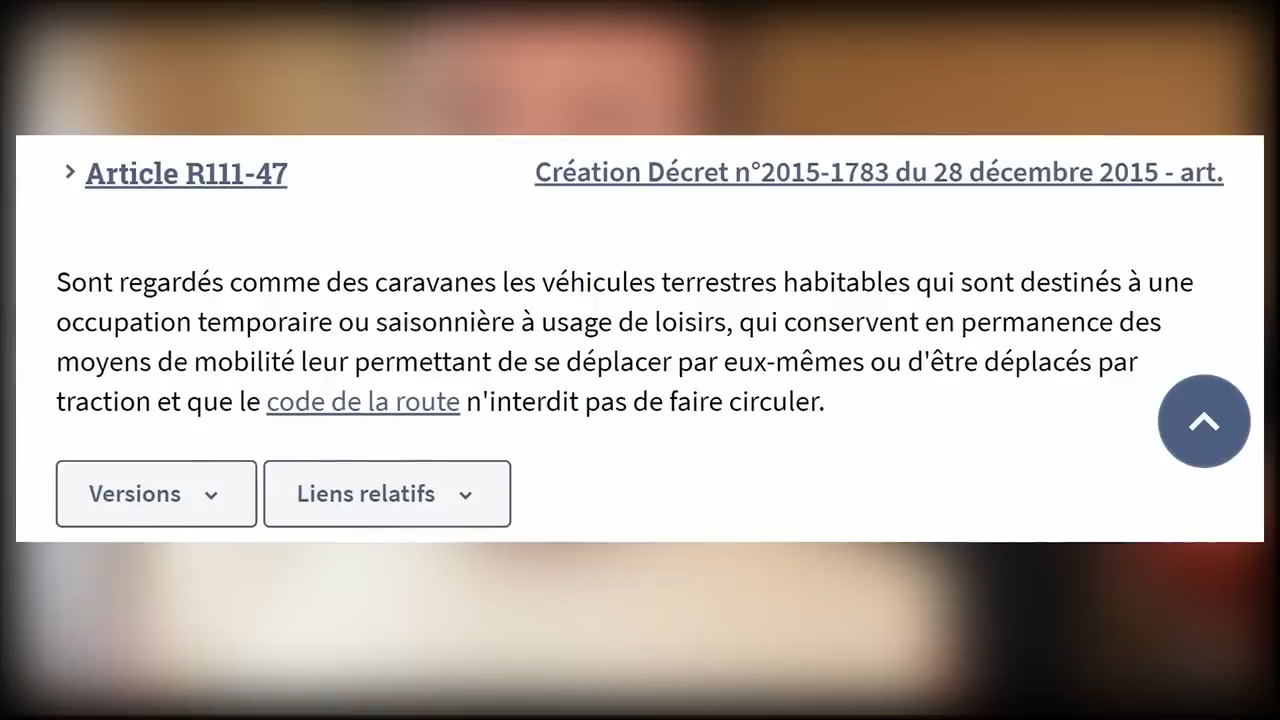 Article R111-47 Création Décret n°2015-1783 du 28 décembre 2015 - art.
Sont regardés comme des caravanes les véhicules terrestres habitables qui sont destinés à une
occupation temporaire ou saisonnière à usage de loisirs, qui conservent en permanence des
moyens de mobilité leur permettant de se déplacer par eux-mêmes ou d'être déplacés par
traction et que le code de la route n'interdit pas de faire circuler.
Versions Liens relatifs